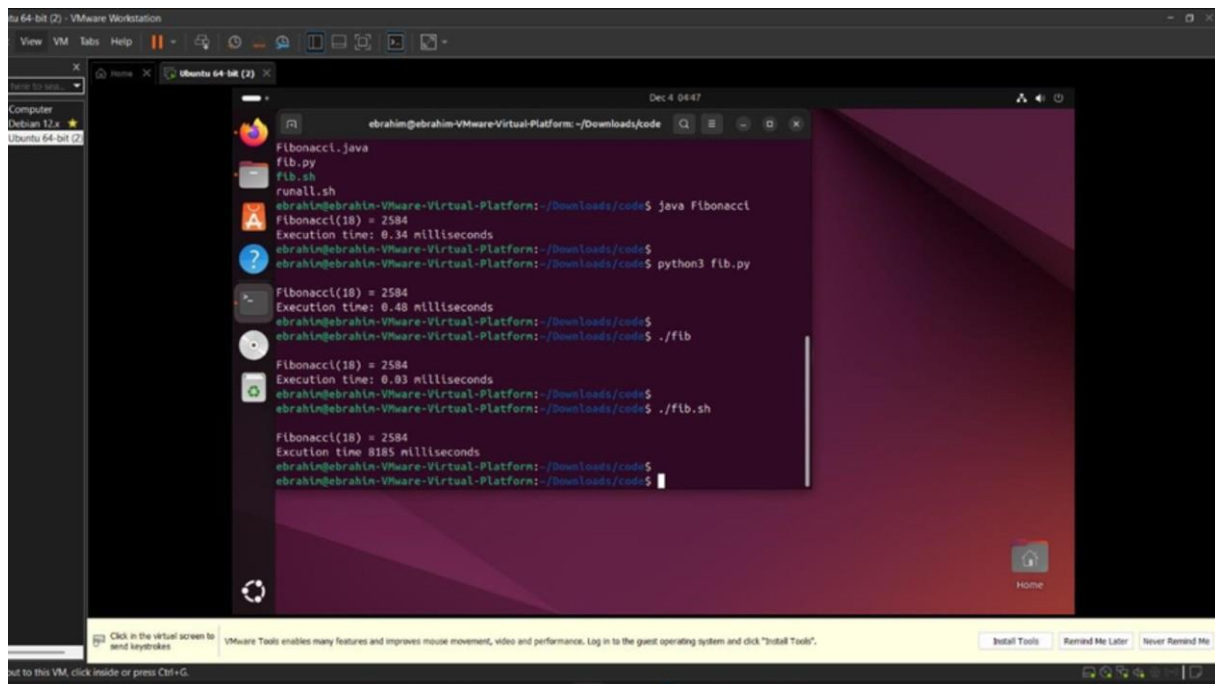 tu 64-bit (2) - VMware Workstation
View VM Tabs Help
Home
Ubuntu 64-bit (2)
Computer
Debian 12.x
Ubuntu 64-bit (2)
Dec 4 04:47
ebrahim@ebrahim-VMware-Virtual-Platform: ~/Downloads/code
Fibonacci.java
fib.py
fib.sh
runall.sh
ebrahim@ebrahim-VMware-Virtual-Platform:~/Downloads/code$ java Fibonacci
Fibonacci(18) = 2584
Execution time: 0.34 milliseconds
ebrahim@ebrahim-VMware-Virtual-Platform:~/Downloads/code$
ebrahim@ebrahim-VMware-Virtual-Platform:~/Downloads/code$ python3 fib.py
Fibonacci(18) = 2584
Execution time: 0.48 milliseconds
ebrahim@ebrahim-VMware-Virtual-Platform:~/Downloads/code$
ebrahim@ebrahim-VMware-Virtual-Platform:~/Downloads/code$ ./fib
Fibonacci(18) = 2584
Execution time: 0.03 milliseconds
ebrahim@ebrahim-VMware-Virtual-Platform:~/Downloads/code$
ebrahim@ebrahim-VMware-Virtual-Platform:~/Downloads/code$ ./fib.sh
Fibonacci(18) = 2584
Excution time 8185 milliseconds
ebrahim@ebrahim-VMware-Virtual-Platform:~/Downloads/code$
ebrahim@ebrahim-VMware-Virtual-Platform:~/Downloads/code$
Home
Click in the virtual screen to
send keystrokes
VMware Tools enables many features and improves mouse movement, video and performance. Log in to the guest operating system and click "Install Tools".
Install Tools
Remind Me Later
Never Remind Me
out to this VM, click inside or press Ctrl+G.